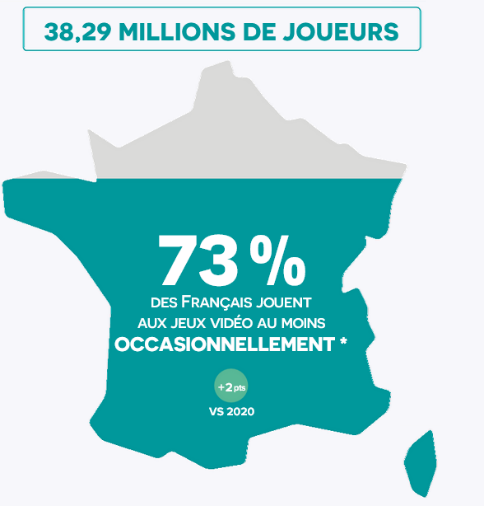 38,29 MILLIONS DE JOUEURS
73 %
DES FRANÇAIS JOUENT
AUX JEUX VIDÉO AU MOINS
OCCASIONNELLEMENT *
+2 pts
VS 2020